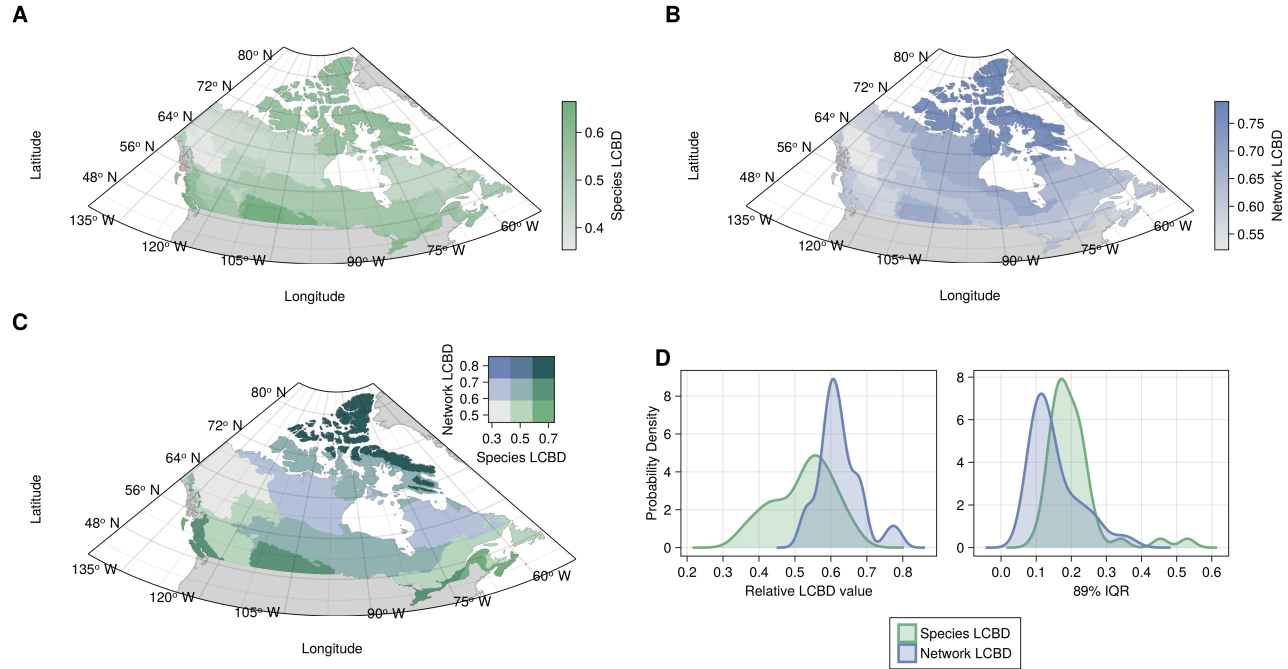 A
80° N
72° N
64° N
56° N
48° N
135° W
120° W
105° W
90° W
75° W
60° W
Latitude
Longitude
0.6
0.5
0.4
Species LCBD
B
80° N
72° N
64° N
56° N
48° N
135° W
120° W
105° W
90° W
75° W
60° W
Latitude
Longitude
0.75
0.70
0.65
0.60
0.55
Network LCBD
C
80° N
72° N
64° N
56° N
48° N
135° W
120° W
105° W
90° W
75° W
60° W
Latitude
Longitude
Network LCBD
0.8
0.7
0.6
0.5
0.3 0.5 0.7
Species LCBD
D
Probability Density
8
6
4
2
0
0.2 0.3 0.4 0.5 0.6 0.7 0.8
Relative LCBD value
8
6
4
2
0
0.0 0.1 0.2 0.3 0.4 0.5 0.6
89% IQR
Species LCBD
Network LCBD